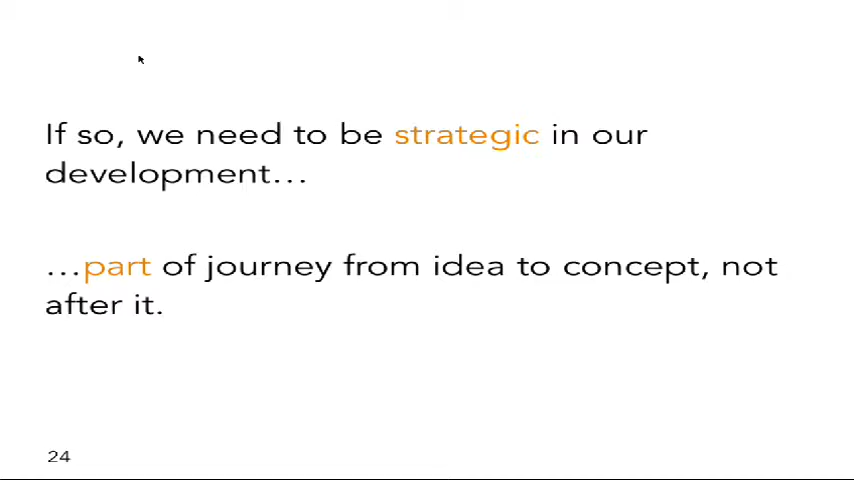 If so, we need to be strategic in our
development...
...part of journey from idea to concept, not
after it.
24